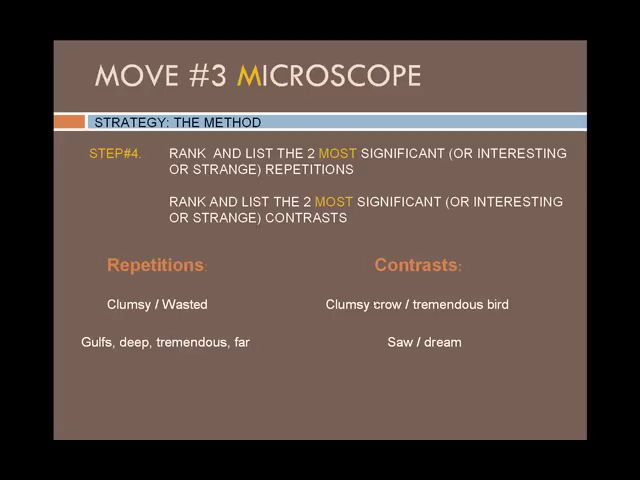 MOVE #3 MICROSCOPE
STRATEGY: THE METHOD
STEP#4. RANK AND LIST THE 2 MOST SIGNIFICANT (OR INTERESTING
OR STRANGE) REPETITIONS
RANK AND LIST THE 2 MOST SIGNIFICANT (OR INTERESTING
OR STRANGE) CONTRASTS
Repetitions: Contrasts:
Clumsy / Wasted Clumsy crow / tremendous bird
Gulfs, deep, tremendous, far Saw / dream